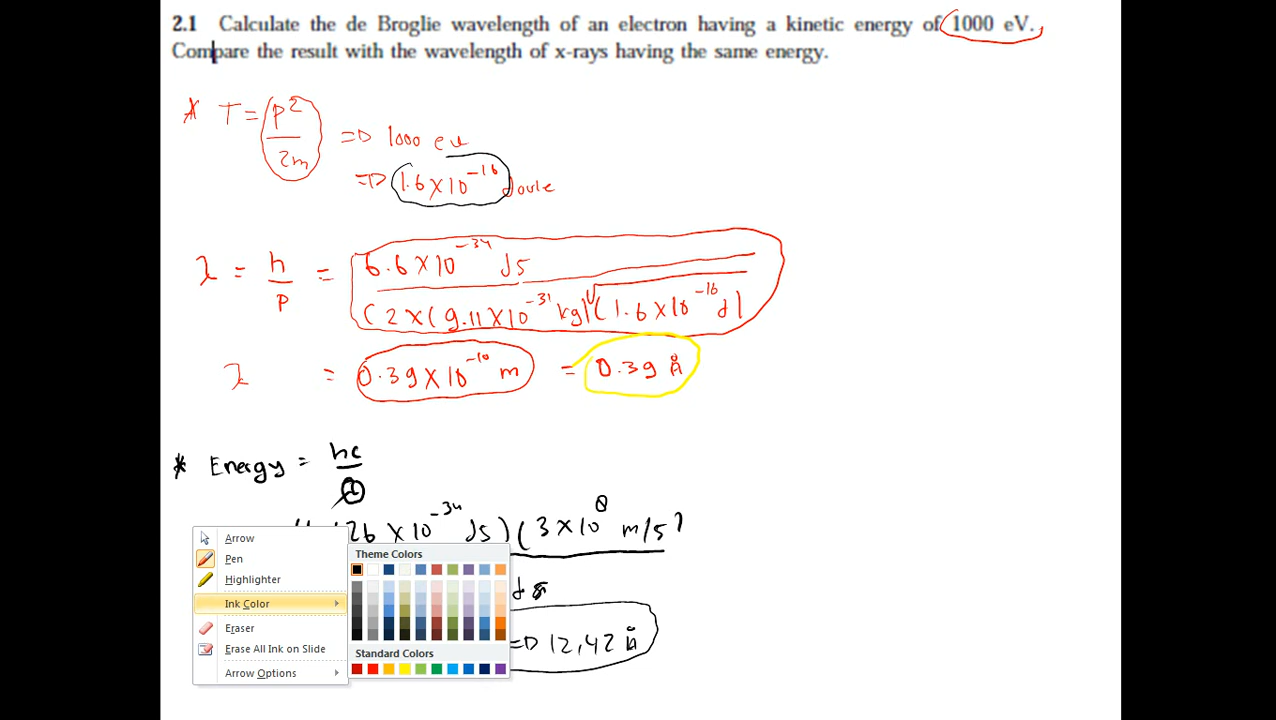 2.1 Calculate the de Broglie wavelength of an electron having a kinetic energy of 1000 eV.
Compare the result with the wavelength of x-rays having the same energy.
* T = p²/2m => 1000 eV
=> 1.6 x 10⁻¹⁶ Joule
λ = h/p = 6.6 x 10⁻³⁴ Js / √(2 x (9.11 x 10⁻³¹ kg)(1.6 x 10⁻¹⁶ J)
λ = 0.39 x 10⁻¹⁰ m = 0.39 Å
* Energy = hc/λ
26 x 10⁻³⁴ Js) (3 x 10⁸ m/s)
=> 12,42 Å
Arrow
Pen
Highlighter
Ink Color
Eraser
Erase All Ink on Slide
Arrow Options
Theme Colors
Standard Colors